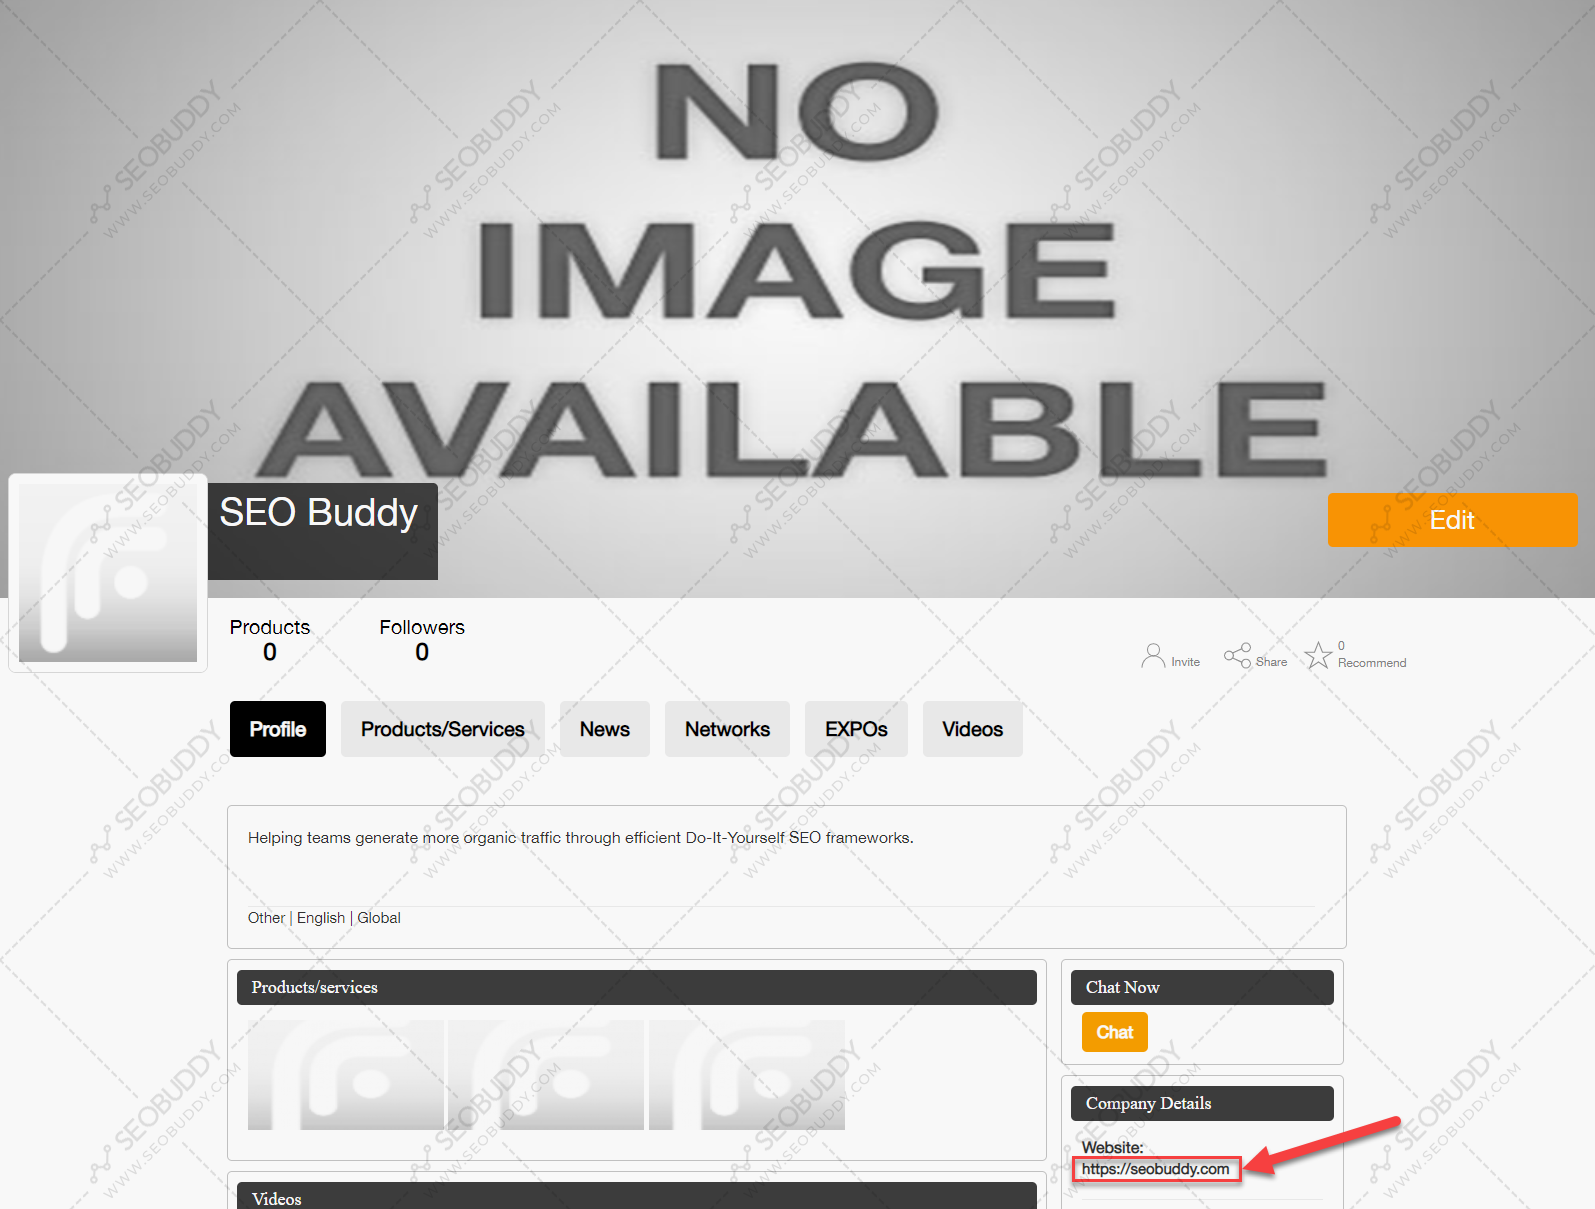 NO
IMAGE
AVAILABLE
SEO Buddy
Edit
Products
0
Followers
0
Invite
Share
0
Recommend
Profile
Products/Services
News
Networks
EXPOs
Videos
Helping teams generate more organic traffic through efficient Do-It-Yourself SEO frameworks.
Other | English | Global
Products/services
Chat Now
Chat
Company Details
Website:
https://seobuddy.com
Videos
SEOBUDDY
WWW.SEOBUDDY.COM